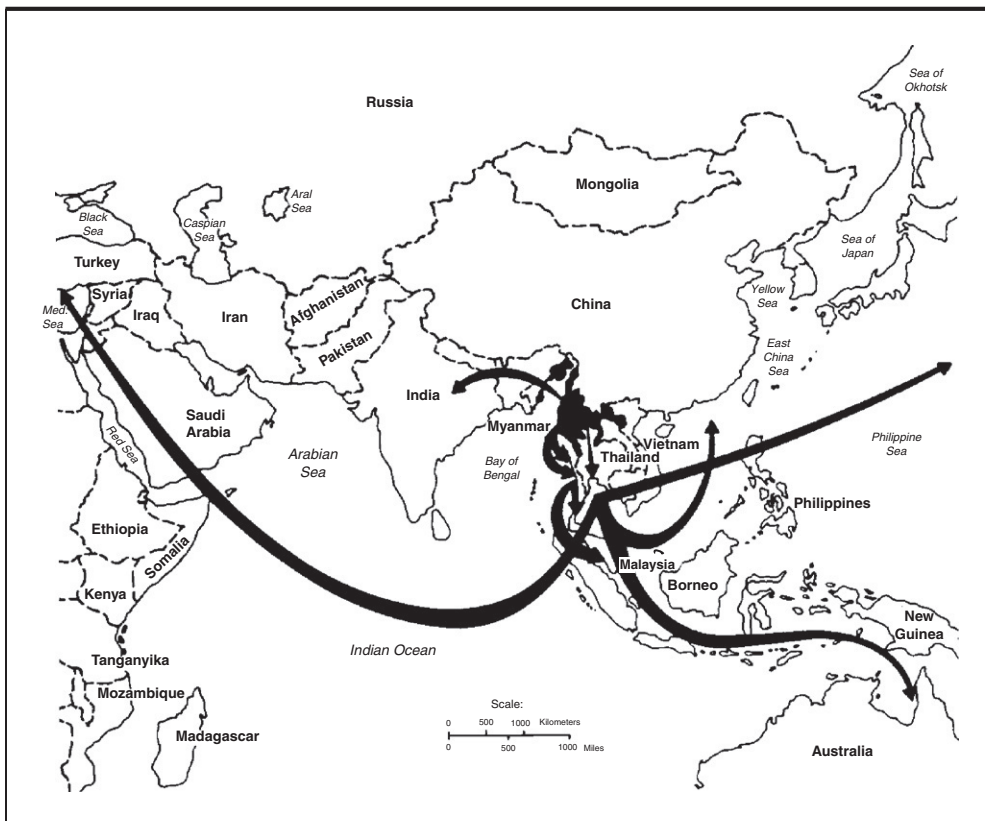 Sea of
Okhotsk
Russia
Mongolia
Aral
Sea
Black
Sea
Caspian
Sea
Sea of
Japan
Turkey
Syria
Afghanistan
Yellow
Sea
Med.
Sea
Iraq
Iran
China
Pakistan
East
China
Sea
India
Saudi
Arabia
Myanmar
Vietnam
Red Sea
Arabian
Sea
Bay of
Bengal
Thailand
Philippine
Sea
Philippines
Ethiopia
Somalia
Malaysia
Borneo
Kenya
New
Guinea
Indian Ocean
Tanganyika
Mozambique
Scale:
0 500 1000 Kilometers
0 500 1000 Miles
Madagascar
Australia